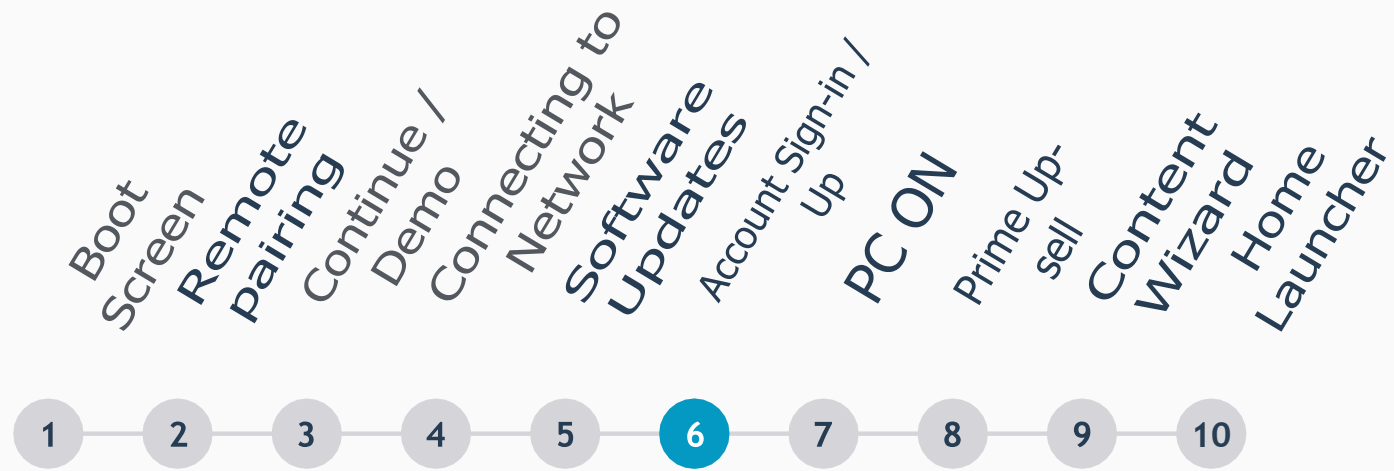 Boot
Screen
Remote
pairing
Continue /
Demo
Connecting to
Network
Software
Updates
Account Sign-in /
Up
PC ON
Prime Up-
sell
Content
Wizard
Home
Launcher
1
2
3
4
5
6
7
8
9
10